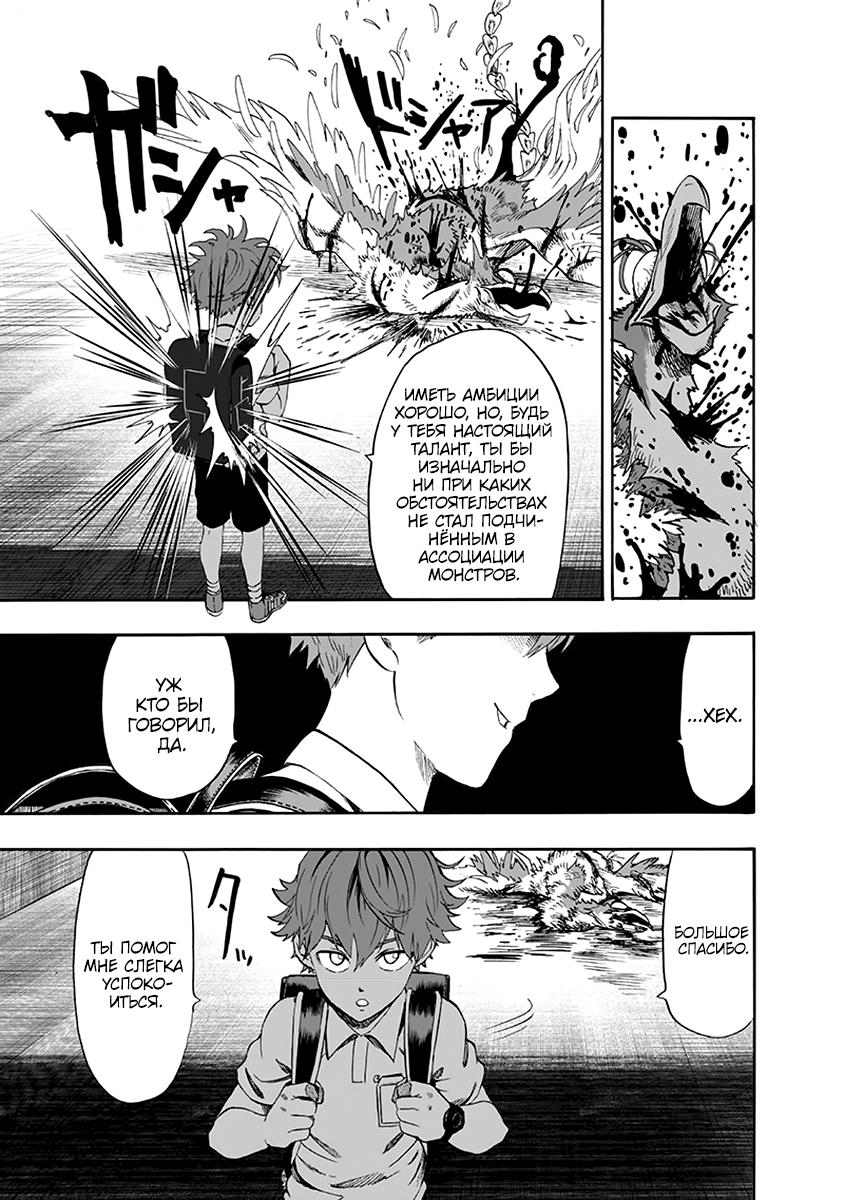 ドシャアッ
ガシャ
ИМЕТЬ АМБИЦИИ
ХОРОШО, НО, БУДЬ
У ТЕБЯ НАСТОЯЩИЙ
ТАЛАНТ, ТЫ БЫ
ИЗНАЧАЛЬНО
НИ ПРИ КАКИХ
ОБСТОЯТЕЛЬСТВАХ
НЕ СТАЛ ПОДЧИ-
НЁННЫМ В
АССОЦИАЦИИ
МОНСТРОВ.
...ХЕХ.
УЖ
КТО БЫ
ГОВОРИЛ,
ДА.
БОЛЬШОЕ
СПАСИБО.
タッ
ТЫ ПОМОГ
МНЕ СЛЕГКА
УСПОКО-
ИТЬСЯ.